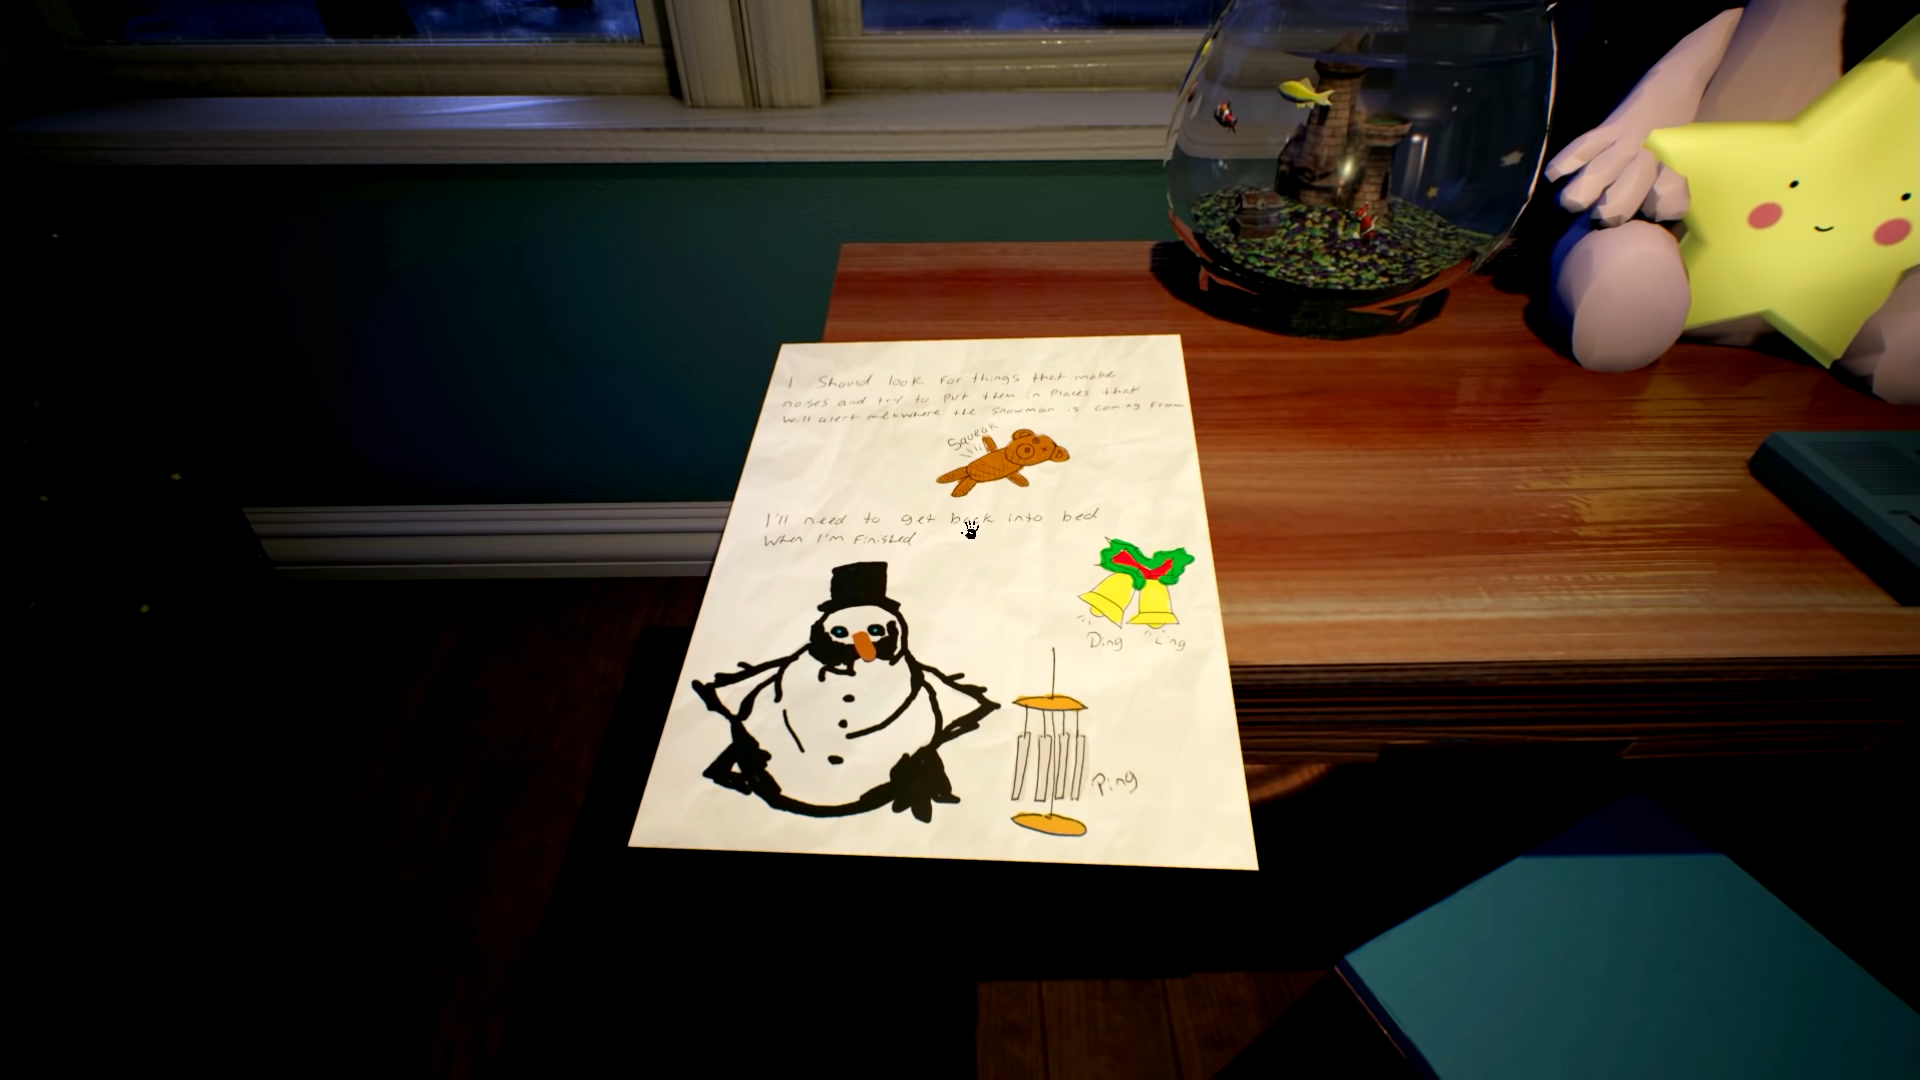 I Should look for things that make
noises and try to put them in places that
will alert me where the snowman is coming from
Squeak
I'll need to get back into bed
When I'm Finished
Ding Ling
Ping